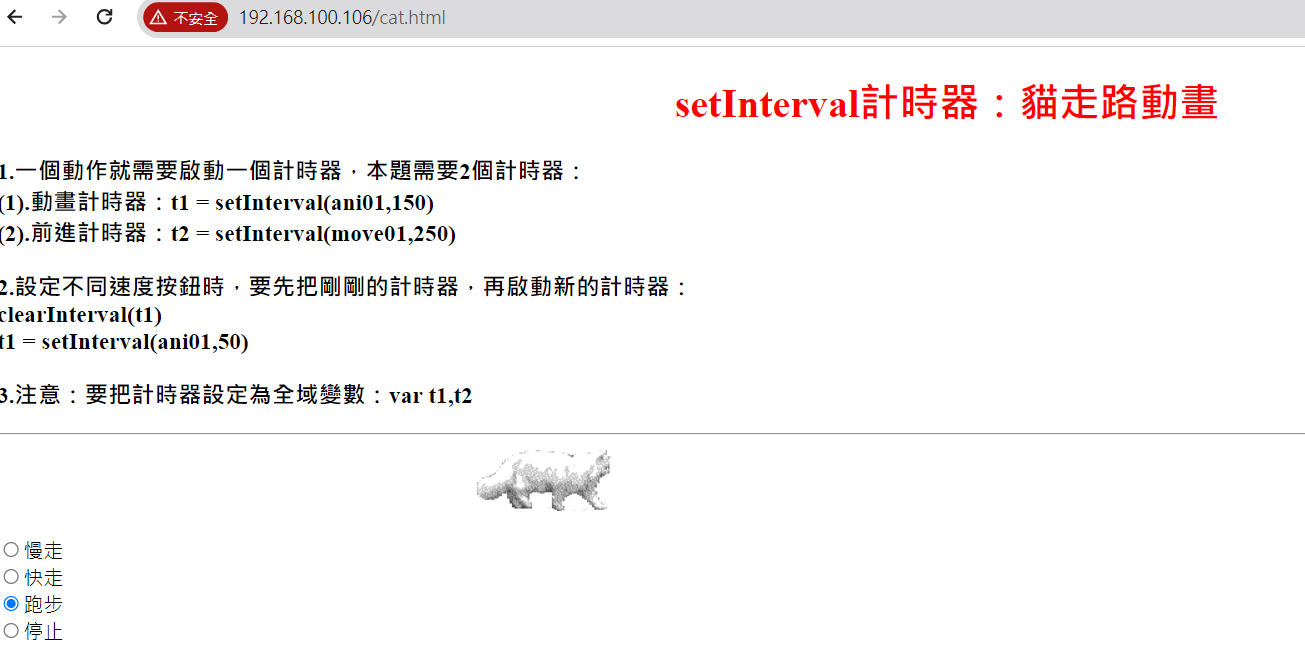 不安全 192.168.100.106/cat.html
setInterval計時器：貓走路動畫
1.一個動作就需要啟動一個計時器，本題需要2個計時器：
(1).動畫計時器：t1 = setInterval(ani01,150)
(2).前進計時器：t2 = setInterval(move01,250)
2.設定不同速度按鈕時，要先把剛剛的計時器，再啟動新的計時器：
clearInterval(t1)
t1 = setInterval(ani01,50)
3.注意：要把計時器設定為全域變數：var t1,t2
慢走
快走
跑步
停止